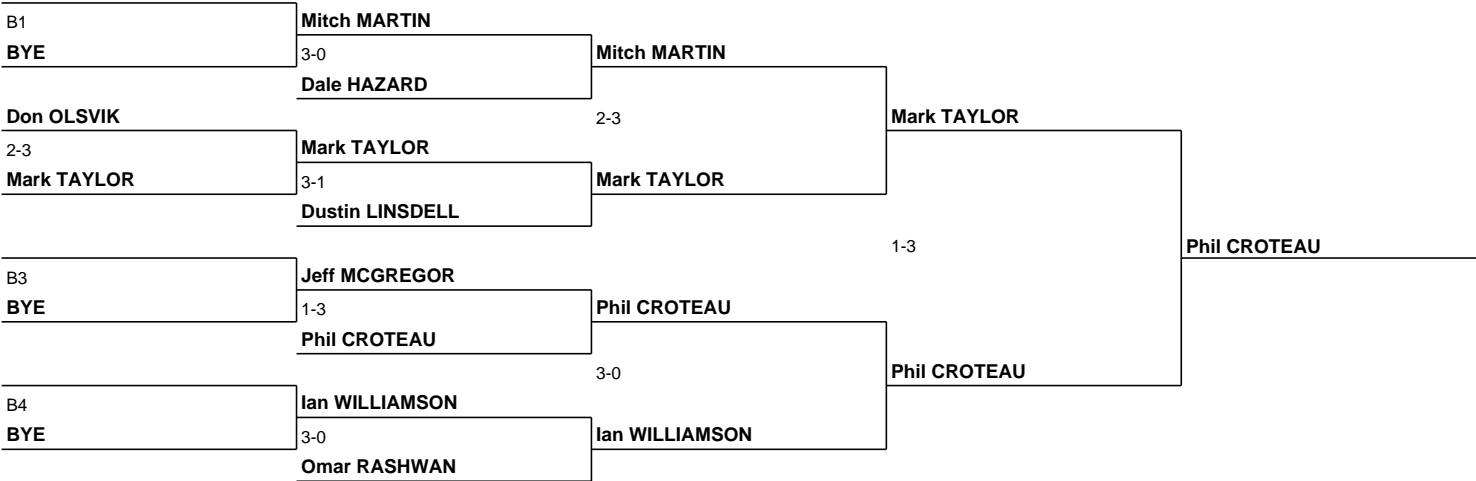 B1
BYE
Mitch MARTIN
3-0
Dale HAZARD
Mitch MARTIN
Don OLSVIK
2-3
Mark TAYLOR
Mark TAYLOR
3-1
Dustin LINSDELL
2-3
Mark TAYLOR
Mark TAYLOR
B3
BYE
Jeff MCGREGOR
1-3
Phil CROTEAU
Phil CROTEAU
B4
BYE
Ian WILLIAMSON
3-0
Omar RASHWAN
3-0
Ian WILLIAMSON
Phil CROTEAU
1-3
Phil CROTEAU